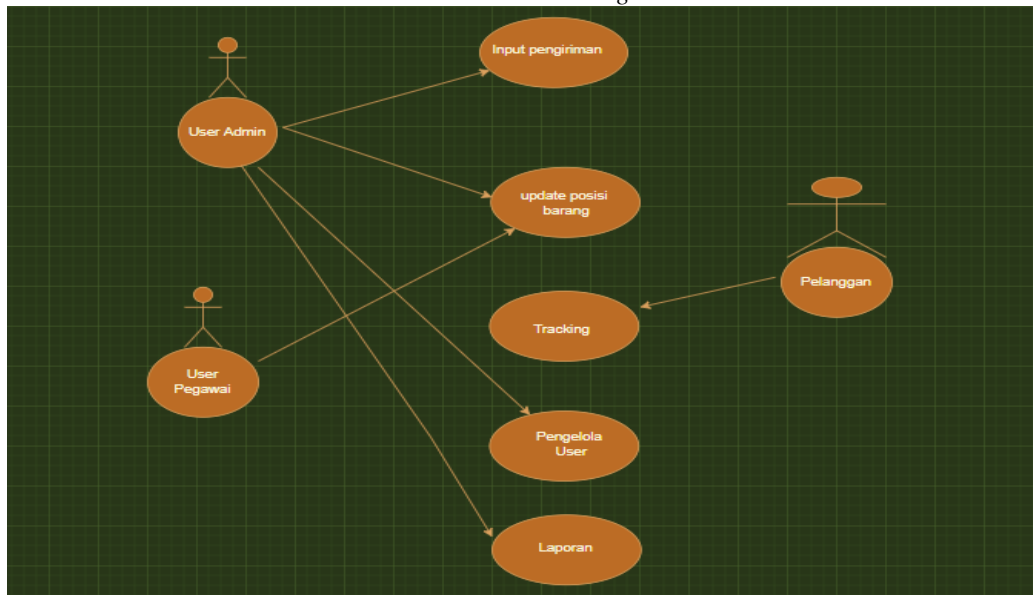 Input pengiriman
User Admin
update posisi
barang
Pelanggan
Tracking
User
Pegawai
Pengelola
User
Laporan